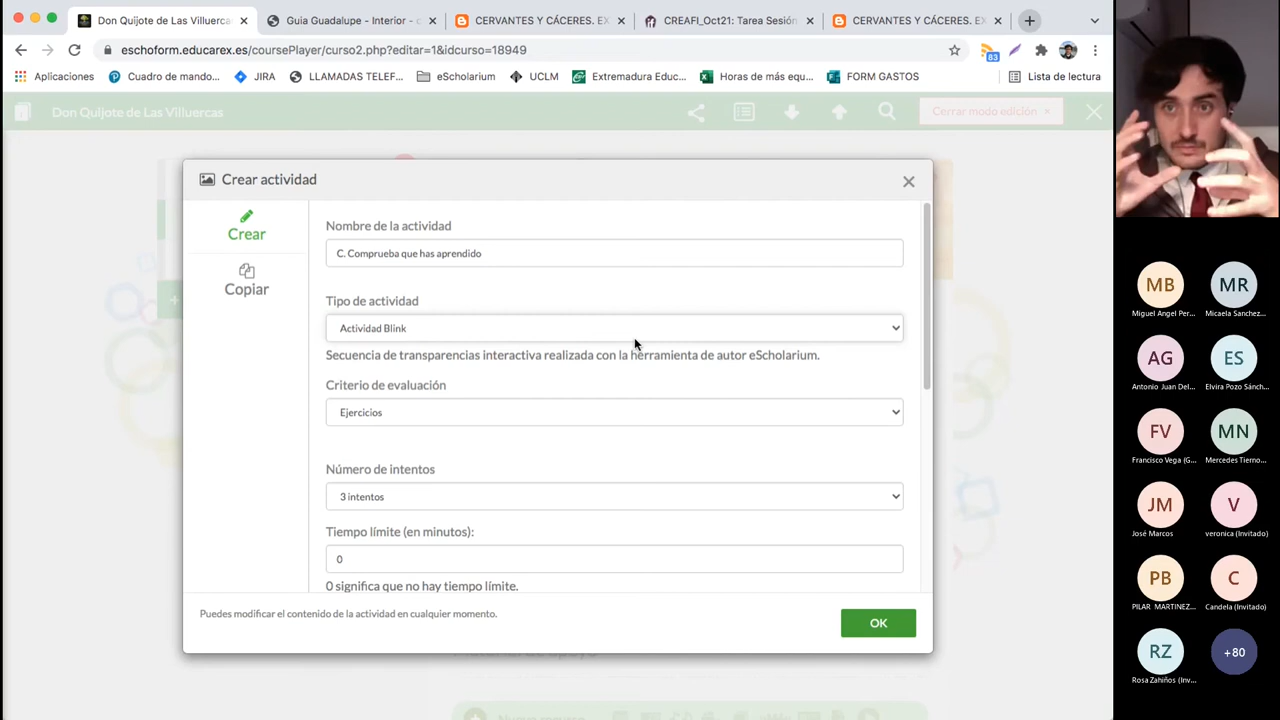 Don Quijote de Las Villuercas
Guia Guadalupe - Interior - c
CERVANTES Y CÁCERES. EX
CREAFI_Oct21: Tarea Sesión
CERVANTES Y CÁCERES. EX
eschoform.educarex.es/coursePlayer/curso2.php?editar=1&idcurso=18949
83
Aplicaciones
Cuadro de mando...
JIRA
LLAMADAS TELEF...
eScholarium
UCLM
Extremadura Educ...
Horas de más equ...
FORM GASTOS
Lista de lectura
Don Quijote de Las Villuercas
Cerrar modo edición ×
Crear actividad
Crear
Copiar
Nombre de la actividad
C. Comprueba que has aprendido
Tipo de actividad
Actividad Blink
Secuencia de transparencias interactiva realizada con la herramienta de autor eScholarium.
Criterio de evaluación
Ejercicios
Número de intentos
3 intentos
Tiempo límite (en minutos):
0
0 significa que no hay tiempo límite.
Puedes modificar el contenido de la actividad en cualquier momento.
OK
MB
Miguel Angel Per...
MR
Micaela Sanchez...
AG
Antonio Juan Del...
ES
Elvira Pozo Sánch...
FV
Francisco Vega (G...
MN
Mercedes Tierno...
JM
José Marcos
V
veronica (Invitado)
PB
PILAR MARTINEZ...
C
Candela (Invitado)
RZ
Rosa Zahiños (Inv...
+80